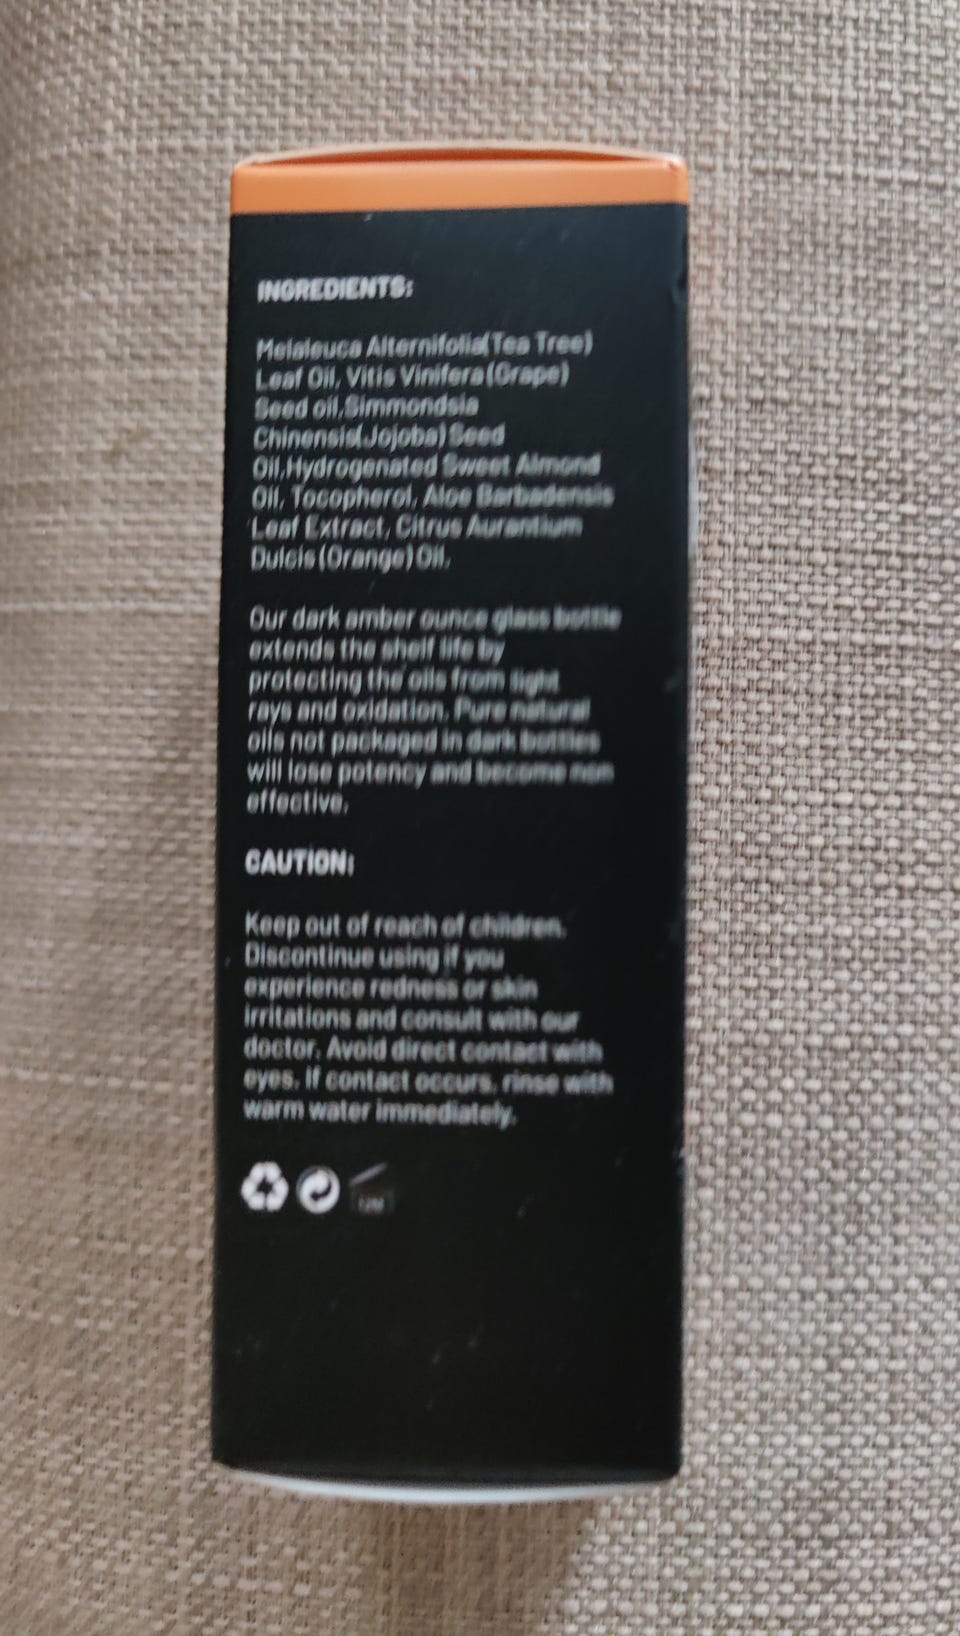 INGREDIENTS:
Melaleuca Alternifolia(Tea Tree)
Leaf Oil, Vitis Vinifera(Grape)
Seed oil,Simmondsia
Chinensis(Jojoba)Seed
Oil,Hydrogenated Sweet Almond
Oil, Tocopherol, Aloe Barbadensis
Leaf Extract, Citrus Aurantium
Dulcis(Orange)Oil.
Our dark amber ounce glass bottle
extends the shelf life by
protecting the oils from light
rays and oxidation. Pure natural
oils not packaged in dark bottles
will lose potency and become non
effective.
CAUTION:
Keep out of reach of children.
Discontinue using if you
experience redness or skin
irritations and consult with our
doctor. Avoid direct contact with
eyes. If contact occurs, rinse with
warm water immediately.
12M